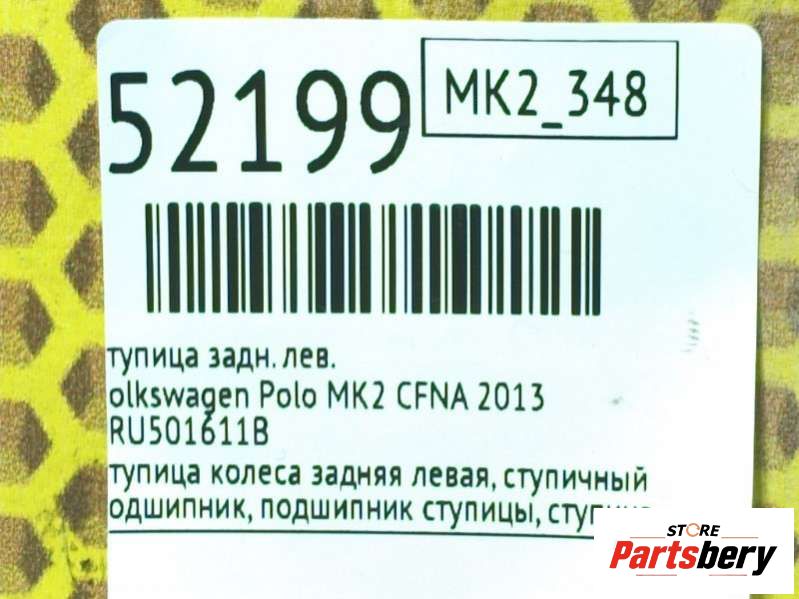 52199
MK2_348
тупица задн. лев.
olkswagen Polo MK2 CFNA 2013
RU501611B
тупица колеса задняя левая, ступичный
одшипник, подшипник ступицы,
STORE
Partsbery